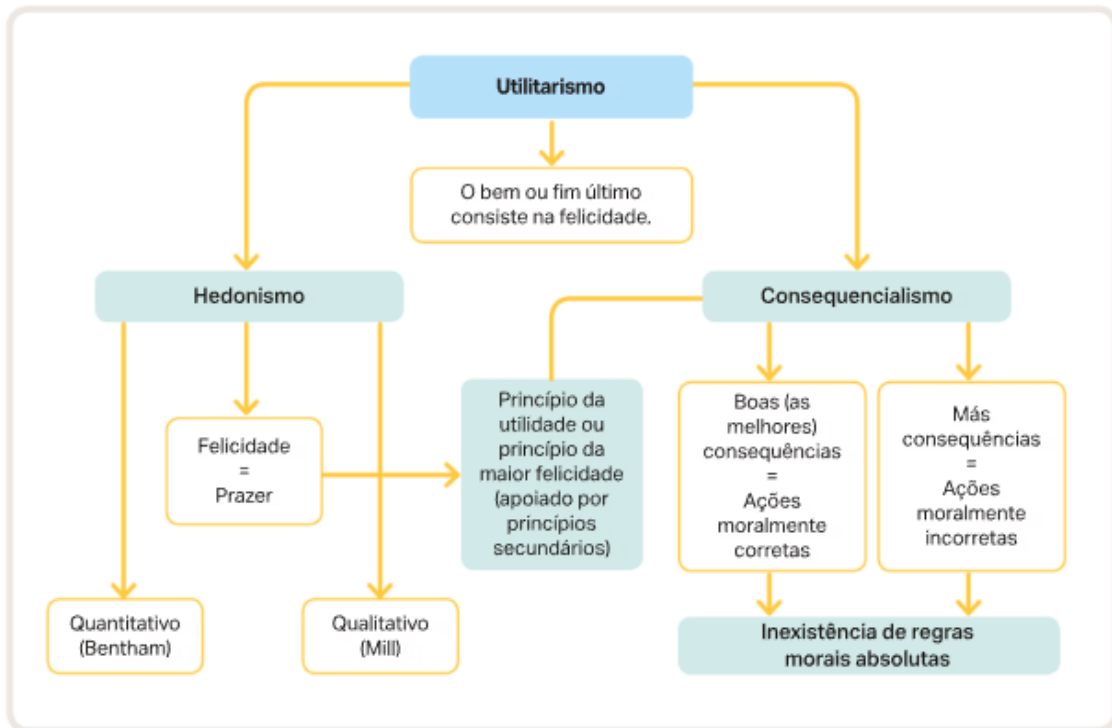 Utilitarismo
O bem ou fim último
consiste na felicidade.
Hedonismo
Consequencialismo
Felicidade
=
Prazer
Princípio da
utilidade ou
princípio da
maior felicidade
(apoiado por
princípios
secundários)
Boas (as
melhores)
consequências
=
Ações
moralmente
corretas
Más
consequências
=
Ações
moralmente
incorretas
Quantitativo
(Bentham)
Qualitativo
(Mill)
Inexistência de regras
morais absolutas